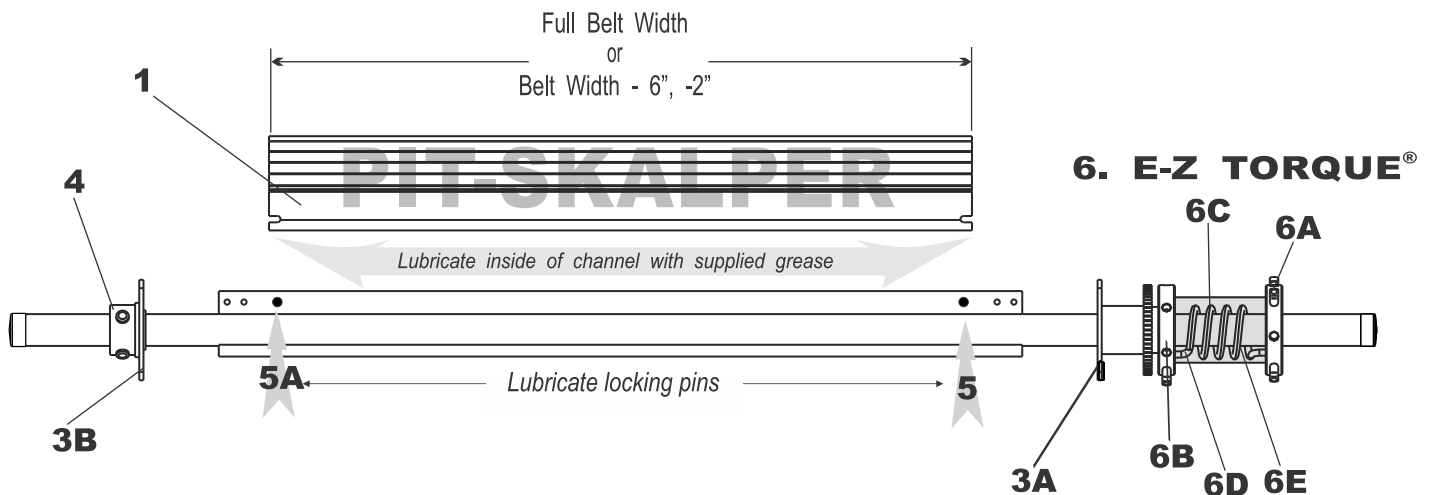 Full Belt Width
or
Belt Width - 6”, -2”
1
PIT-SKALPER
6. E-Z TORQUE®
4
6C
6A
Lubricate inside of channel with supplied grease
5A
Lubricate locking pins
5
3B
6B
3A
6D
6E